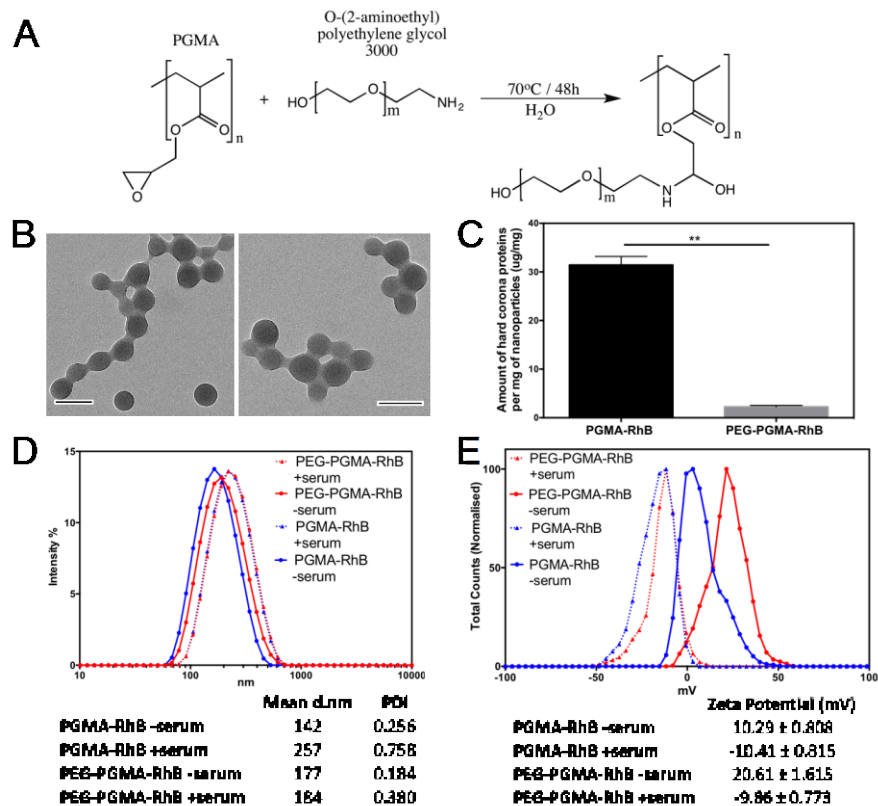 A
PGMA
O-(2-aminoethyl)
polyethylene glycol
3000
O
O
n
O
+
HO
O
m
NH2
70°C / 48h
H2O
O
O
n
HO
O
m
N
H
OH
B
C
Amount of hard corona proteins
per mg of nanoparticles (ug/mg)
40
30
20
10
0
**
PGMA-RhB
PEG-PGMA-RhB
D
Intensity %
15
10
5
0
10
100
1000
10000
nm
PEG-PGMA-RhB
+serum
PEG-PGMA-RhB
-serum
PGMA-RhB
+serum
PGMA-RhB
-serum
Mean d.nm PDI
PGMA-RhB -serum 142 0.256
PGMA-RhB +serum 257 0.758
PEG-PGMA-RhB -serum 177 0.184
PEG-PGMA-RhB +serum 184 0.380
E
Total Counts (Normalised)
100
50
0
-100
-50
0
50
100
mV
PEG-PGMA-RhB
+serum
PEG-PGMA-RhB
-serum
PGMA-RhB
+serum
PGMA-RhB
-serum
Zeta Potential (mV)
PGMA-RhB -serum 10.29 ± 0.808
PGMA-RhB +serum -10.41 ± 0.815
PEG-PGMA-RhB -serum 20.61 ± 1.615
PEG-PGMA-RhB +serum -9.86 ± 0.773